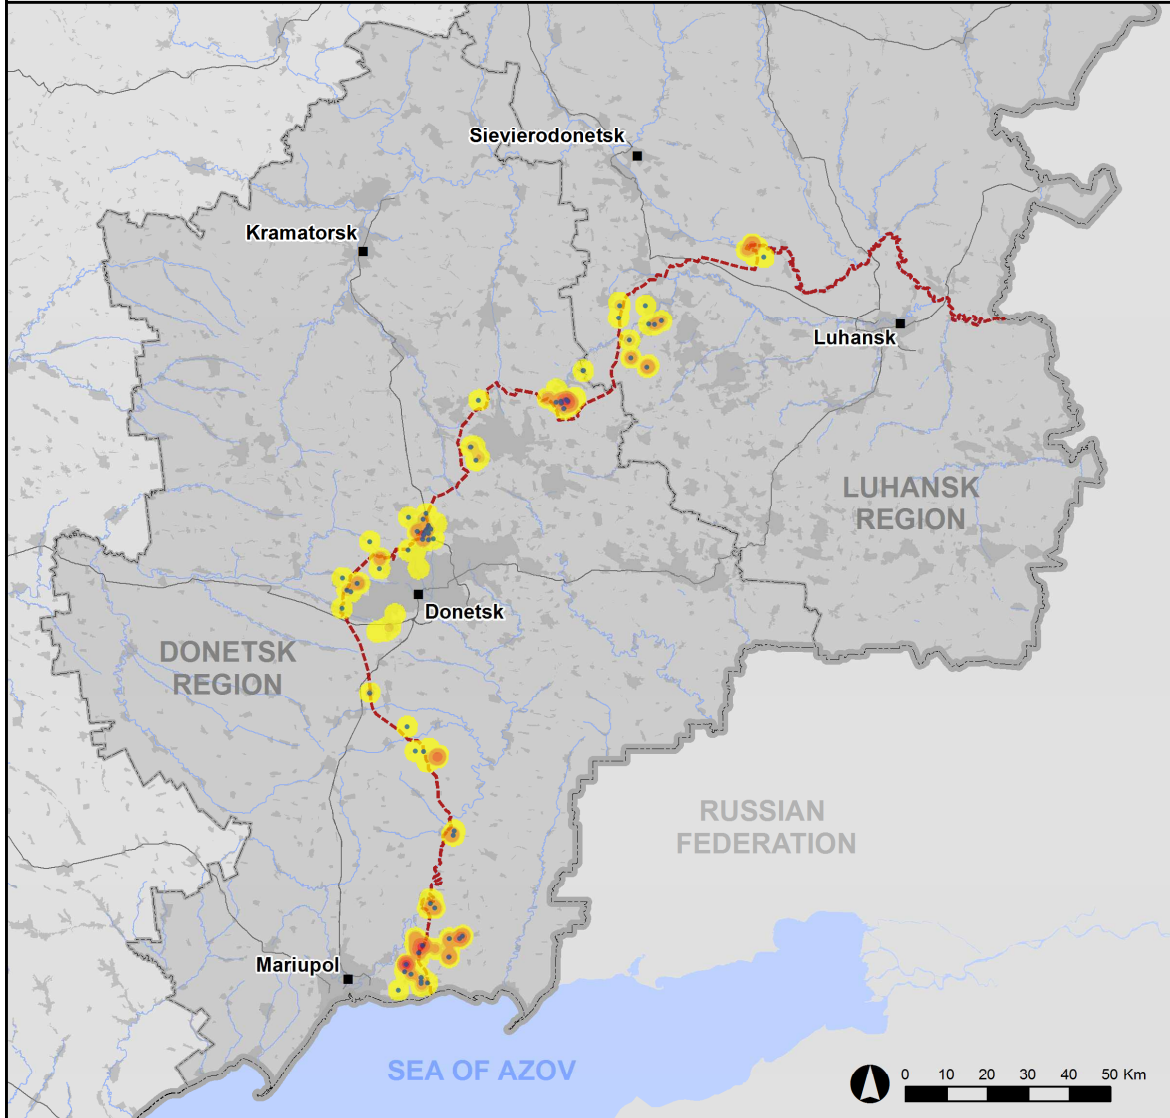 Sievierodonetsk
Kramatorsk
Luhansk
LUHANSK
REGION
Donetsk
DONETSK
REGION
RUSSIAN
FEDERATION
Mariupol
SEA OF AZOV
0 10 20 30 40 50 Km